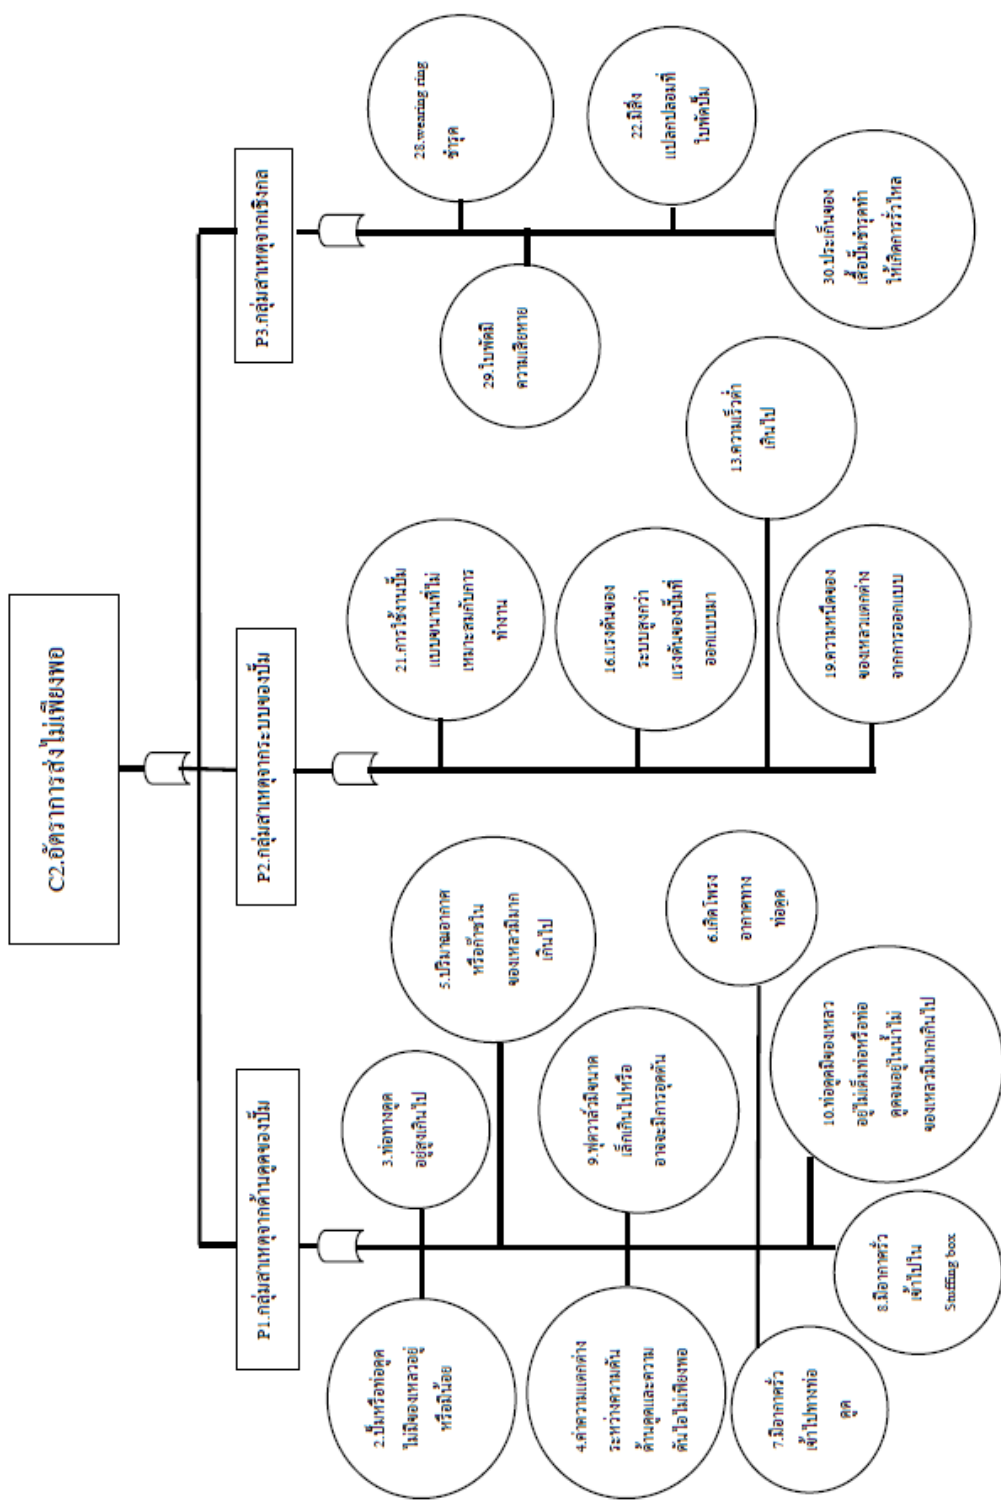 C2.อัตราการส่งไม่เพียงพอ
P1.กลุ่มสาเหตุจากด้านดูดของปั๊ม
P2.กลุ่มสาเหตุจากระบบของปั๊ม
P3.กลุ่มสาเหตุจากเชิงกล
2.ปั๊มหรือท่อดูด
ไม่มีของเหลวอยู่
หรือมีน้อย
3.ท่อทางดูด
อยู่สูงเกินไป
5.ปริมาณอากาศ
หรือก๊าซใน
ของเหลวมีมาก
เกินไป
4.ค่าความแตกต่าง
ระหว่างความดัน
ด้านดูดและความ
ดันไอไม่เพียงพอ
9.ฟุตวาล์วมีขนาด
เล็กเกินไปหรือ
อาจจะมีการอุดตัน
6.เกิดโพรง
อากาศทาง
ท่อดูด
7.มีอากาศรั่ว
เข้าไปทางท่อ
ดูด
8.มีอากาศรั่ว
เข้าไปใน
Stuffing box
10.ท่อดูดมีของเหลว
อยู่ไม่เต็มท่อหรือท่อ
ดูดจมอยู่ในน้ำไม่
ของเหลวมีมากเกินไป
21.การใช้งานปั๊ม
แบบขนานที่ไม่
เหมาะสมกับการ
ทำงาน
16.แรงดันของ
ระบบสูงกว่า
แรงดันของปั๊มที่
ออกแบบมา
13.ความเร็วต่ำ
เกินไป
19.ความหนืดของ
ของเหลวแตกต่าง
จากการออกแบบ
28.wearing ring
ชำรุด
29.ใบพัดมี
ความเสียหาย
22.มีสิ่ง
แปลกปลอมที่
ใบพัดปั๊ม
30.ประเก็นของ
เสื้อปั๊มชำรุดทำ
ให้เกิดการรั่วไหล